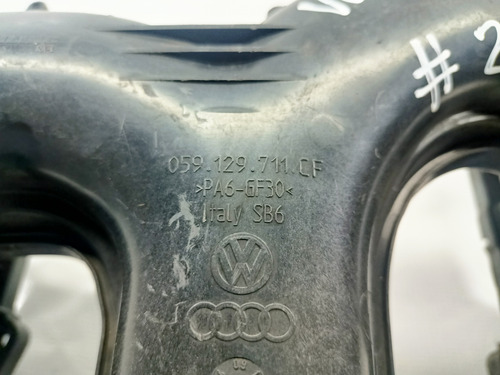 # 2
059.129.711.CF
>PA6-GF30<
Italy SB6